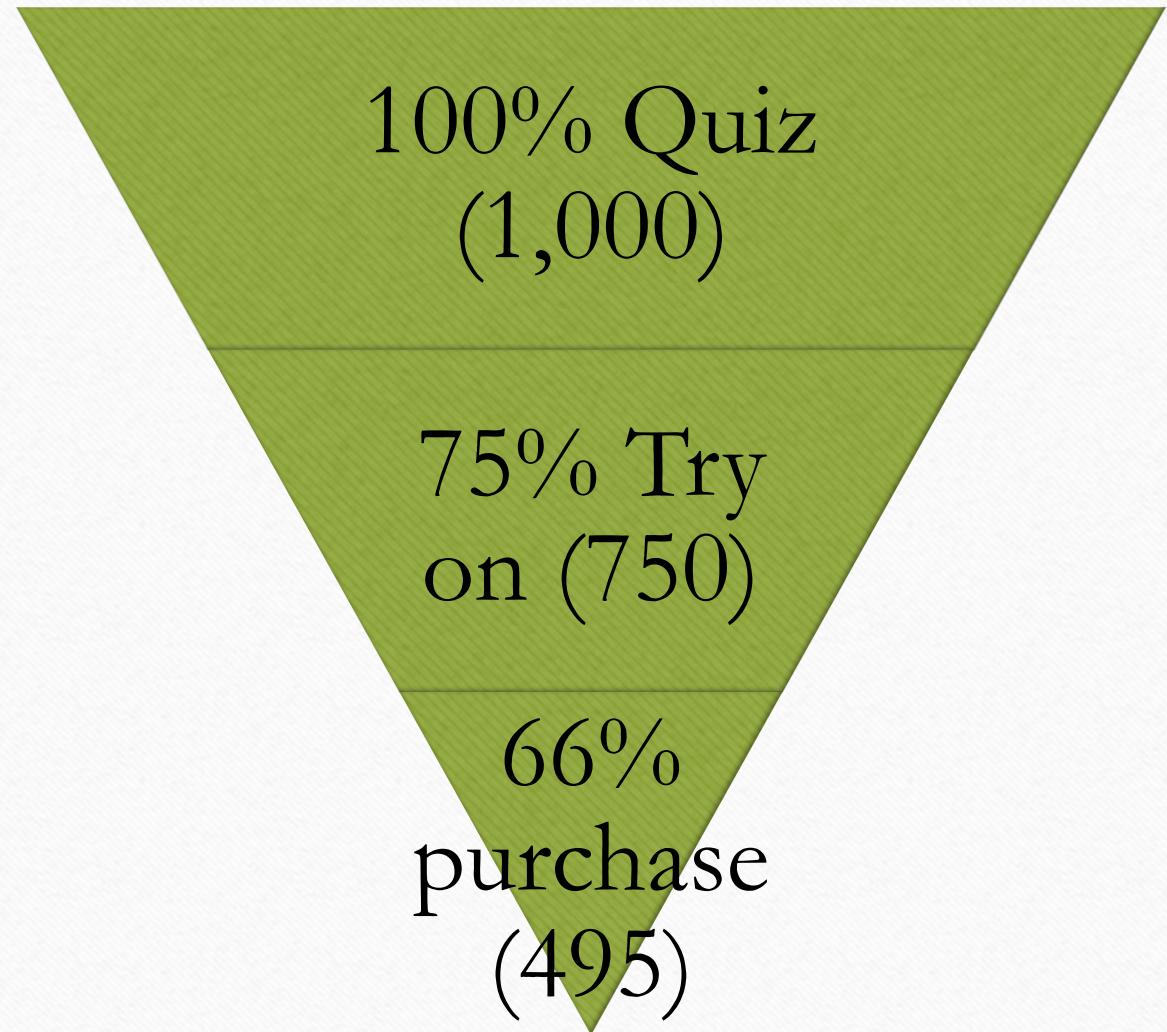 100% Quiz
(1,000)
75% Try
on (750)
66%
purchase
(495)